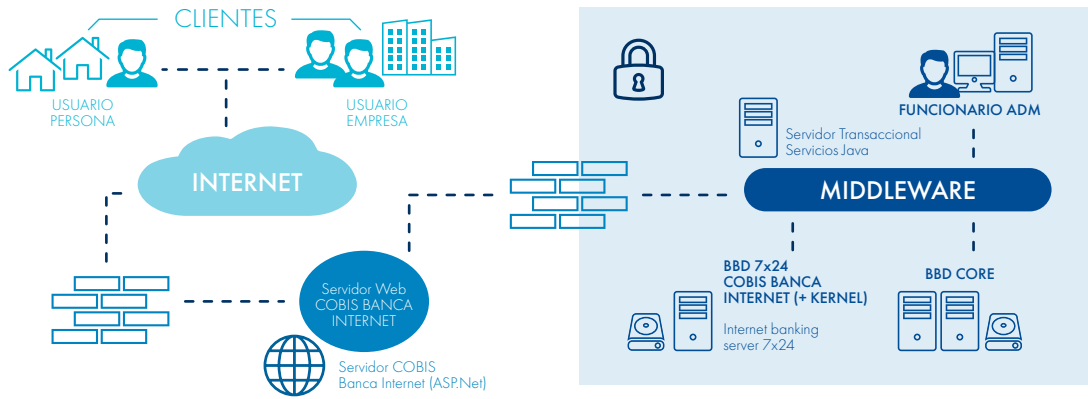 CLIENTES
USUARIO
PERSONA
USUARIO
EMPRESA
INTERNET
Servidor Web
COBIS BANCA
INTERNET
Servidor COBIS
Banca Internet (ASP.Net)
FUNCIONARIO ADM
Servidor Transaccional
Servicios Java
MIDDLEWARE
BBD 7x24
COBIS BANCA
INTERNET (+ KERNEL)
Internet banking
server 7x24
BBD CORE